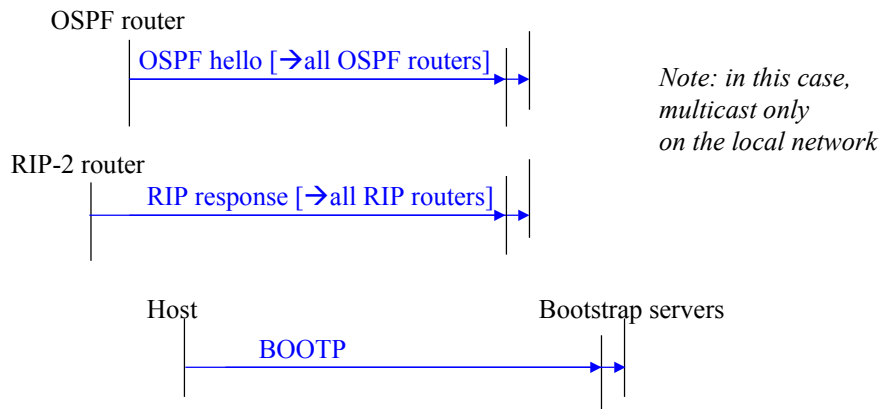 OSPF router
OSPF hello [→all OSPF routers]
Note: in this case,
multicast only
on the local network
RIP-2 router
RIP response [→all RIP routers]
Host
Bootstrap servers
BOOTP